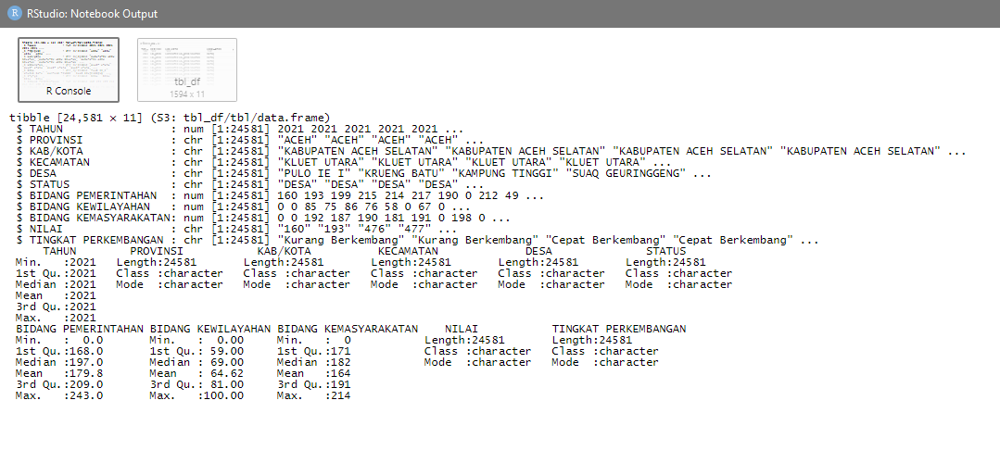 RStudio: Notebook Output
R Console
tbl_df
1594 x 11
tibble [24,581 × 11] (S3: tbl_df/tbl/data.frame)
 $ TAHUN                : num [1:24581] 2021 2021 2021 2021 2021 ...
 $ PROVINSI             : chr [1:24581] "ACEH" "ACEH" "ACEH" "ACEH" ...
 $ KAB/KOTA             : chr [1:24581] "KABUPATEN ACEH SELATAN" "KABUPATEN ACEH SELATAN" "KABUPATEN ACEH SELATAN" "KABUPATEN ACEH SELATAN" ...
 $ KECAMATAN            : chr [1:24581] "KLUET UTARA" "KLUET UTARA" "KLUET UTARA" "KLUET UTARA" ...
 $ DESA                 : chr [1:24581] "PULO IE I" "KRUENG BATU" "KAMPUNG TINGGI" "SUAQ GEURINGGENG" ...
 $ STATUS               : chr [1:24581] "DESA" "DESA" "DESA" "DESA" ...
 $ BIDANG PEMERINTAHAN  : num [1:24581] 160 193 199 215 214 217 190 0 212 49 ...
 $ BIDANG KEWILAYAHAN   : num [1:24581] 0 0 85 75 86 76 58 0 67 0 ...
 $ BIDANG KEMASYARAKATAN: num [1:24581] 0 0 192 187 190 181 191 0 198 0 ...
 $ NILAI                : chr [1:24581] "160" "193" "476" "477" ...
 $ TINGKAT PERKEMBANGAN : chr [1:24581] "Kurang Berkembang" "Kurang Berkembang" "Cepat Berkembang" "Cepat Berkembang" ...
     TAHUN        PROVINSI           KAB/KOTA          KECAMATAN             DESA              STATUS
 Min.   :2021   Length:24581       Length:24581       Length:24581       Length:24581       Length:24581
 1st Qu.:2021   Class :character   Class :character   Class :character   Class :character   Class :character
 Median :2021   Mode  :character   Mode  :character   Mode  :character   Mode  :character   Mode  :character
 Mean   :2021
 3rd Qu.:2021
 Max.   :2021
 BIDANG PEMERINTAHAN BIDANG KEWILAYAHAN BIDANG KEMASYARAKATAN    NILAI           TINGKAT PERKEMBANGAN
 Min.   :  0.0       Min.   :  0.00     Min.   :  0           Length:24581       Length:24581
 1st Qu.:168.0       1st Qu.: 59.00     1st Qu.:171           Class :character   Class :character
 Median :197.0       Median : 69.00     Median :182           Mode  :character   Mode  :character
 Mean   :179.8       Mean   : 64.62     Mean   :164
 3rd Qu.:209.0       3rd Qu.: 81.00     3rd Qu.:191
 Max.   :243.0       Max.   :100.00     Max.   :214